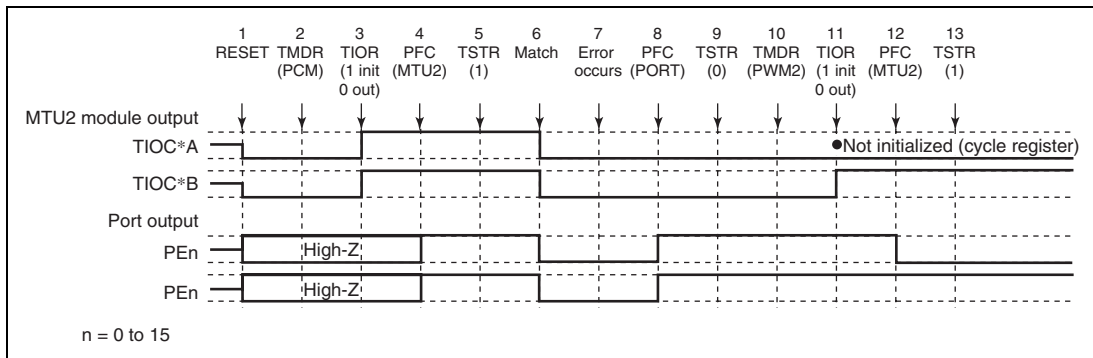 1 2 3 4 5 6 7 8 9 10 11 12 13
RESET TMDR TIOR PFC TSTR Match Error PFC TSTR TMDR TIOR PFC TSTR
(PCM) (1 init (MTU2) (1) occurs (PORT) (0) (PWM2) (1 init (MTU2) (1)
0 out) 0 out)
MTU2 module output
TIOC*A ●Not initialized (cycle register)
TIOC*B
Port output
PEn High-Z
PEn High-Z
n = 0 to 15